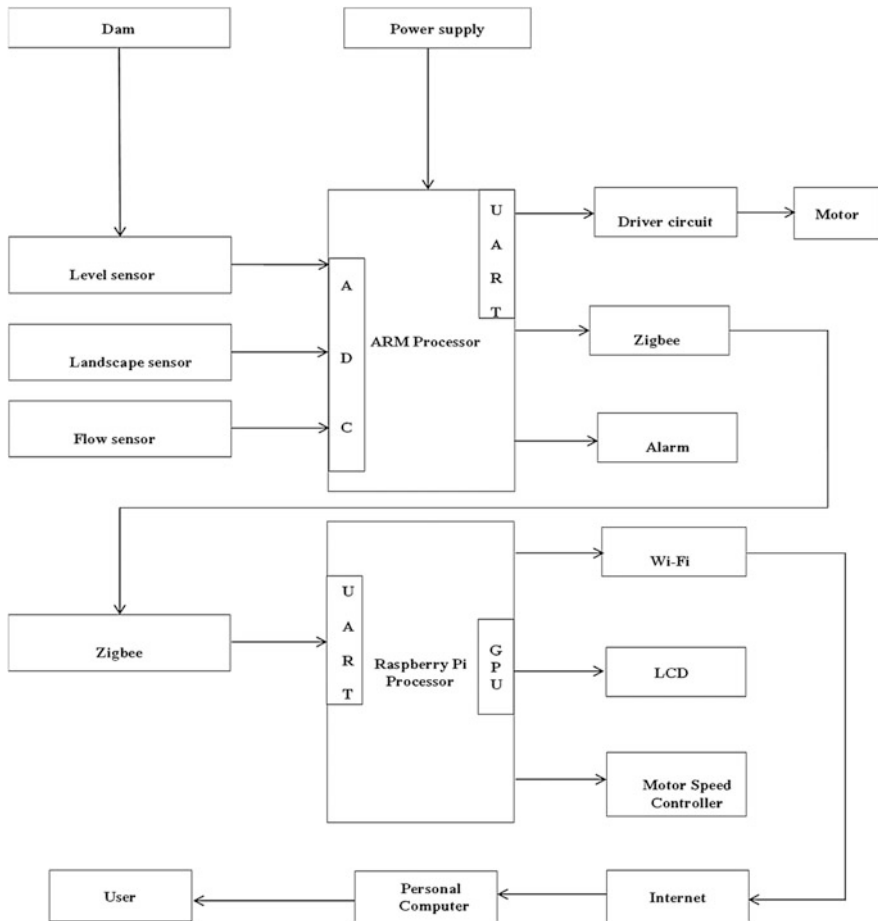 Dam
Power supply
Level sensor
Landscape sensor
Flow sensor
A
D
C
ARM Processor
U
A
R
T
Driver circuit
Motor
Zigbee
Alarm
Zigbee
U
A
R
T
Raspberry Pi
Processor
G
P
U
Wi-Fi
LCD
Motor Speed
Controller
User
Personal
Computer
Internet